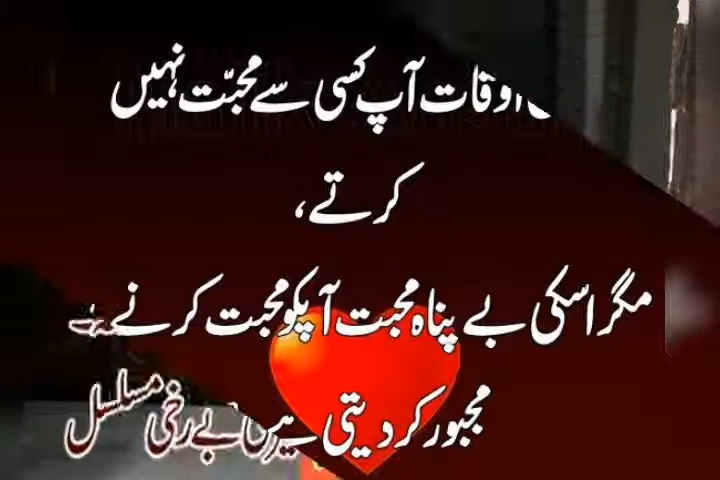 اوقات آپ کسی سے محبّت نہیں
کرتے،
مگر اسکی بے پناہ محبت آپکو محبت کرنے
مجبور کر دیتی بے رخی مسلسل